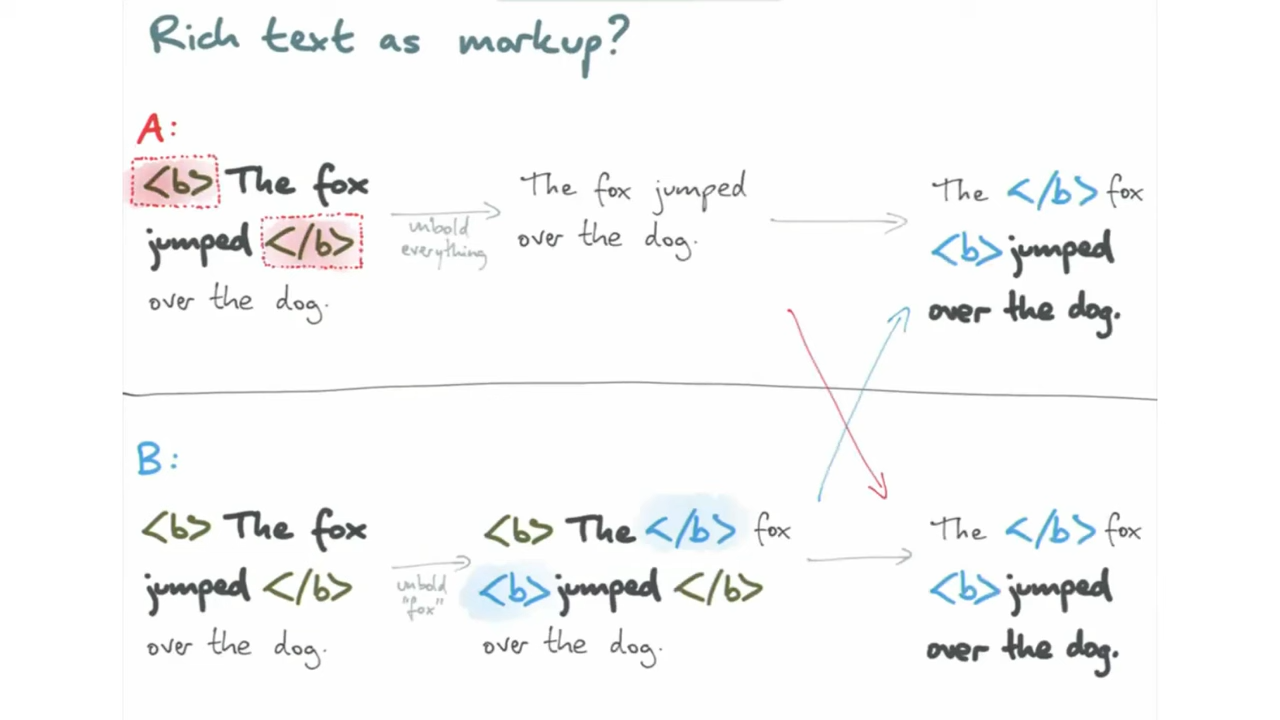 Rich text as markup?
A:
<b> The fox
jumped </b>
over the dog.
unbold
everything
The fox jumped
over the dog.
The </b> fox
<b> jumped
over the dog.
B:
<b> The fox
jumped </b>
over the dog.
unbold
"fox"
<b> The </b> fox
<b> jumped </b>
over the dog.
The </b> fox
<b> jumped
over the dog.